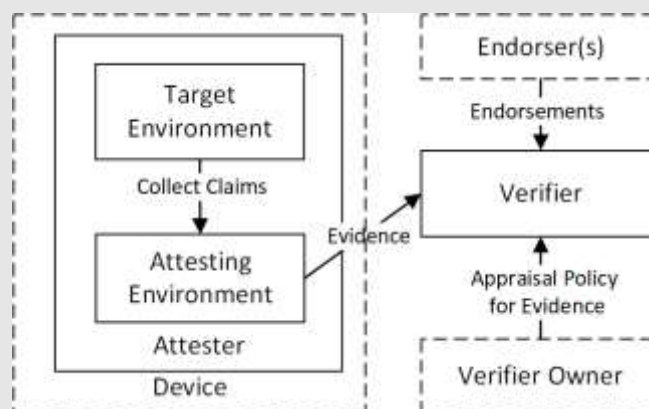 Target
Environment
Collect Claims
Attesting
Environment
Attester
Device
Evidence
Endorser(s)
Endorsements
Verifier
Appraisal Policy
for Evidence
Verifier Owner